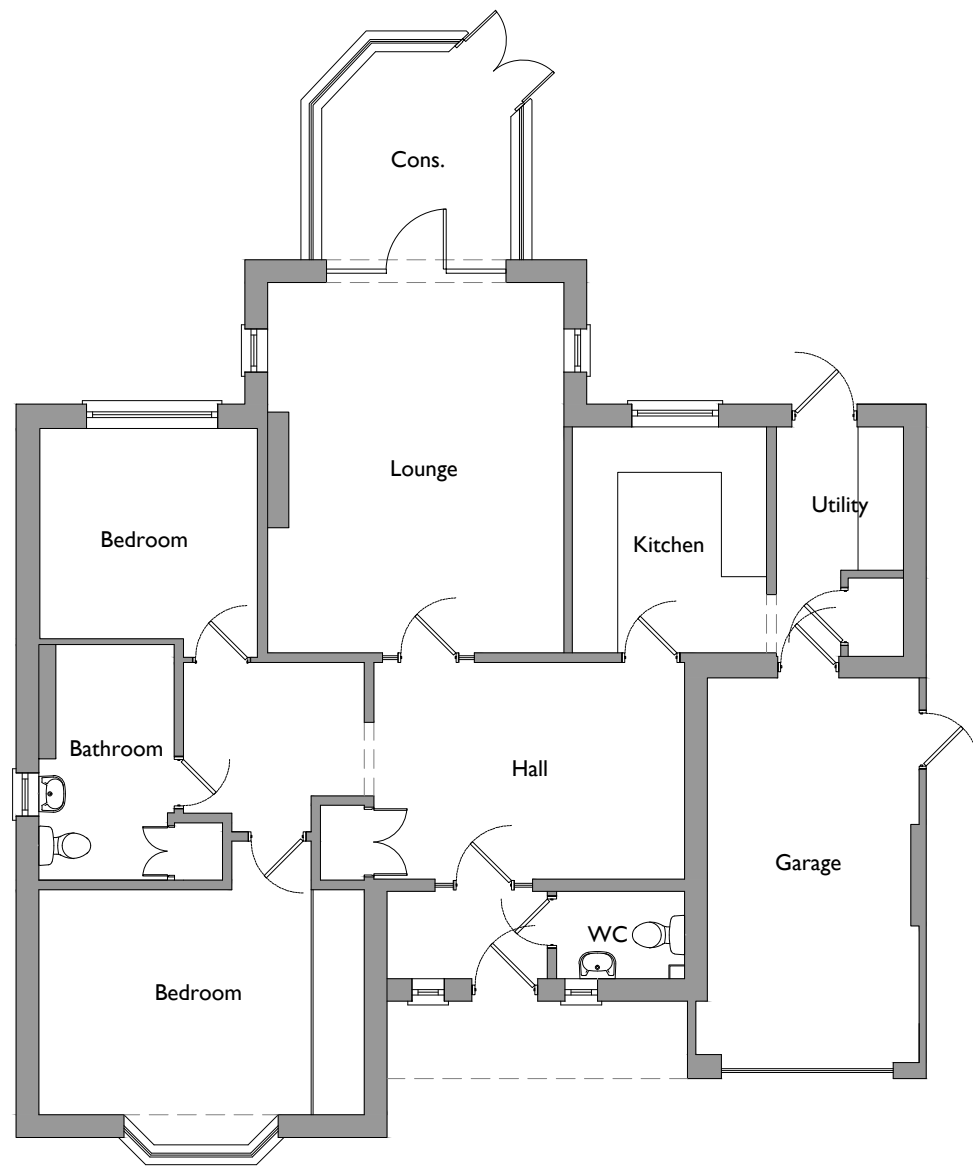 Cons.
Lounge
Utility
Bedroom
Kitchen
Bathroom
Hall
Garage
WC
Bedroom